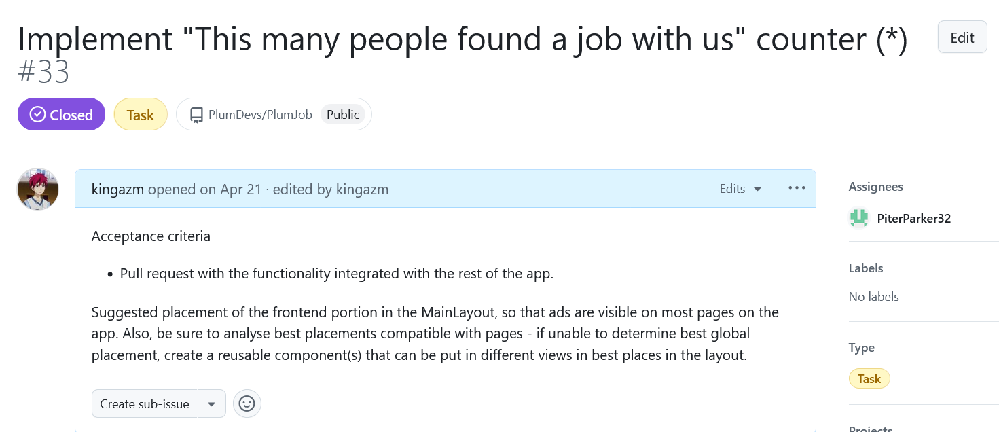 Implement "This many people found a job with us" counter (*)
#33
Edit
Closed
Task
PlumDevs/PlumJob
Public
kingazm opened on Apr 21 · edited by kingazm
Edits
Acceptance criteria
• Pull request with the functionality integrated with the rest of the app.
Suggested placement of the frontend portion in the MainLayout, so that ads are visible on most pages on the
app. Also, be sure to analyse best placements compatible with pages - if unable to determine best global
placement, create a reusable component(s) that can be put in different views in best places in the layout.
Create sub-issue
Assignees
PiterParker32
Labels
No labels
Type
Task
Projects